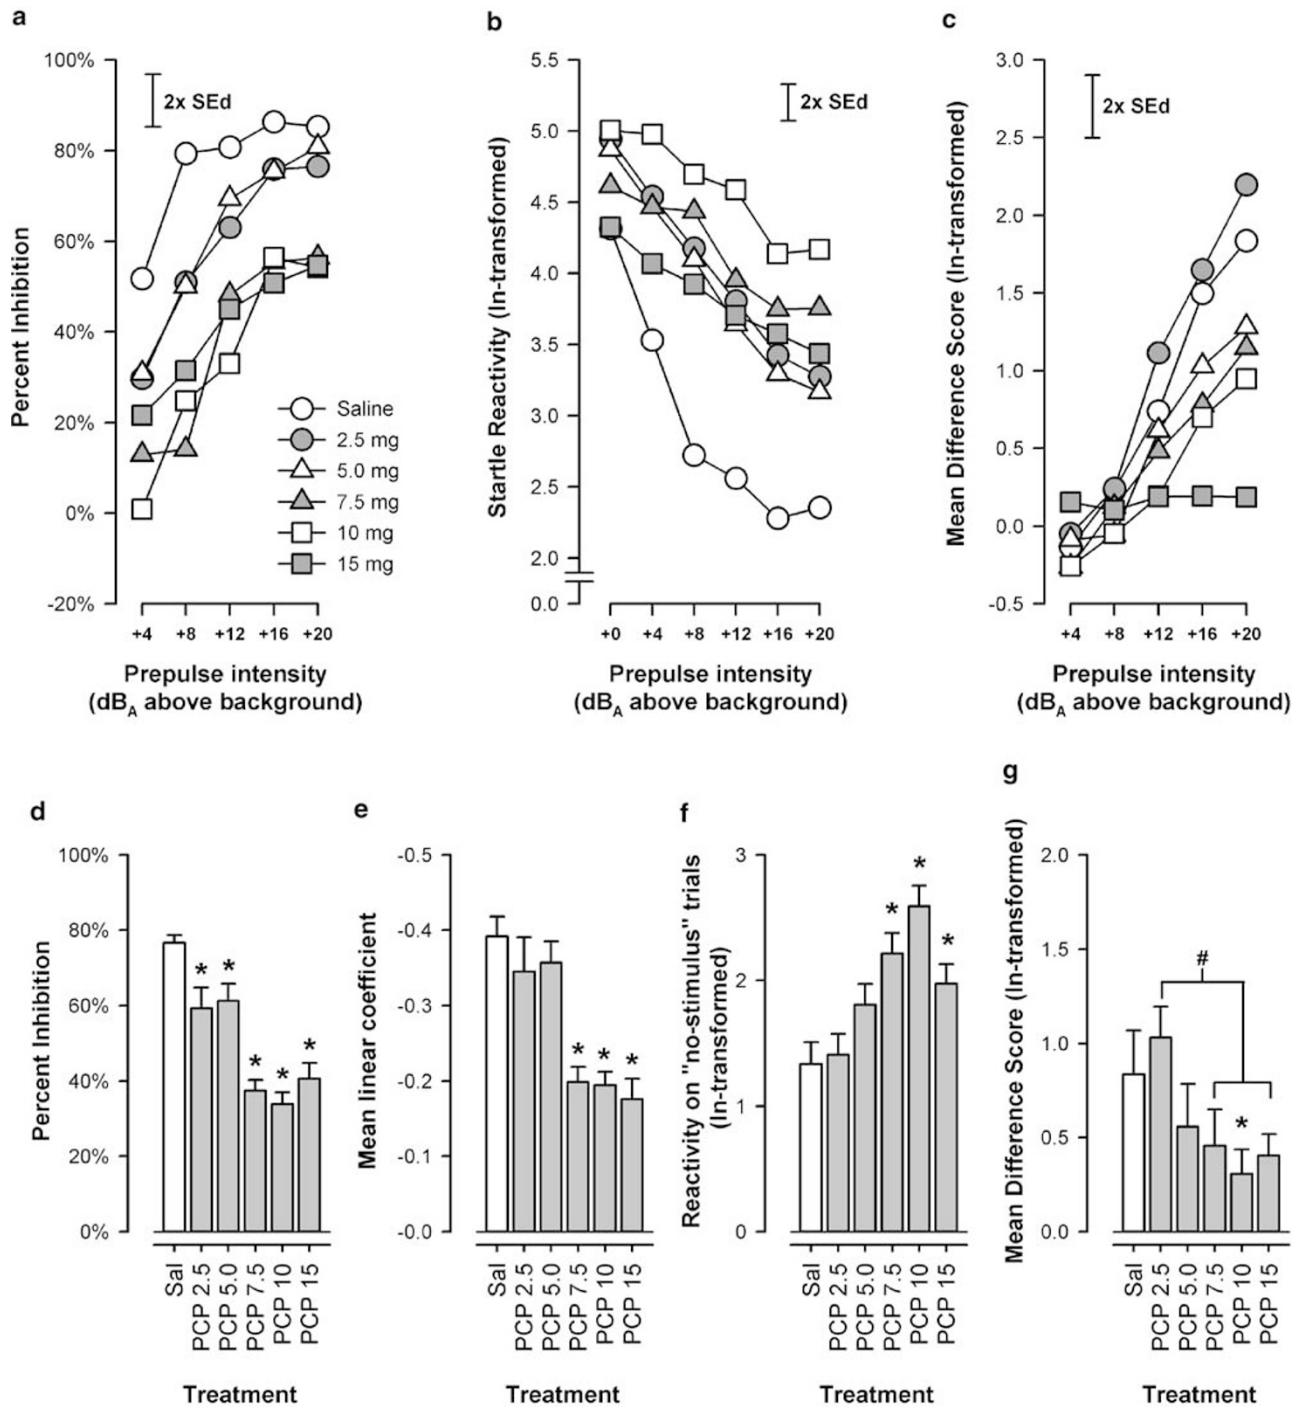 a
100%
80%
60%
40%
20%
0%
-20%
Percent Inhibition
2x SEd
Saline
2.5 mg
5.0 mg
7.5 mg
10 mg
15 mg
+4 +8 +12 +16 +20
Prepulse intensity
(dBA above background)
b
5.5
5.0
4.5
4.0
3.5
3.0
2.5
2.0
0.0
Startle Reactivity (ln-transformed)
2x SEd
+0 +4 +8 +12 +16 +20
Prepulse intensity
(dBA above background)
c
3.0
2.5
2.0
1.5
1.0
0.5
0.0
-0.5
Mean Difference Score (ln-transformed)
2x SEd
+4 +8 +12 +16 +20
Prepulse intensity
(dBA above background)
d
100%
80%
60%
40%
20%
0%
Percent Inhibition
* * * * *
Sal
PCP 2.5
PCP 5.0
PCP 7.5
PCP 10
PCP 15
Treatment
e
-0.5
-0.4
-0.3
-0.2
-0.1
-0.0
Mean linear coefficient
* * *
Sal
PCP 2.5
PCP 5.0
PCP 7.5
PCP 10
PCP 15
Treatment
f
3
2
1
0
Reactivity on "no-stimulus" trials
(ln-transformed)
* * *
Sal
PCP 2.5
PCP 5.0
PCP 7.5
PCP 10
PCP 15
Treatment
g
2.0
1.5
1.0
0.5
0.0
Mean Difference Score (ln-transformed)
#
*
Sal
PCP 2.5
PCP 5.0
PCP 7.5
PCP 10
PCP 15
Treatment